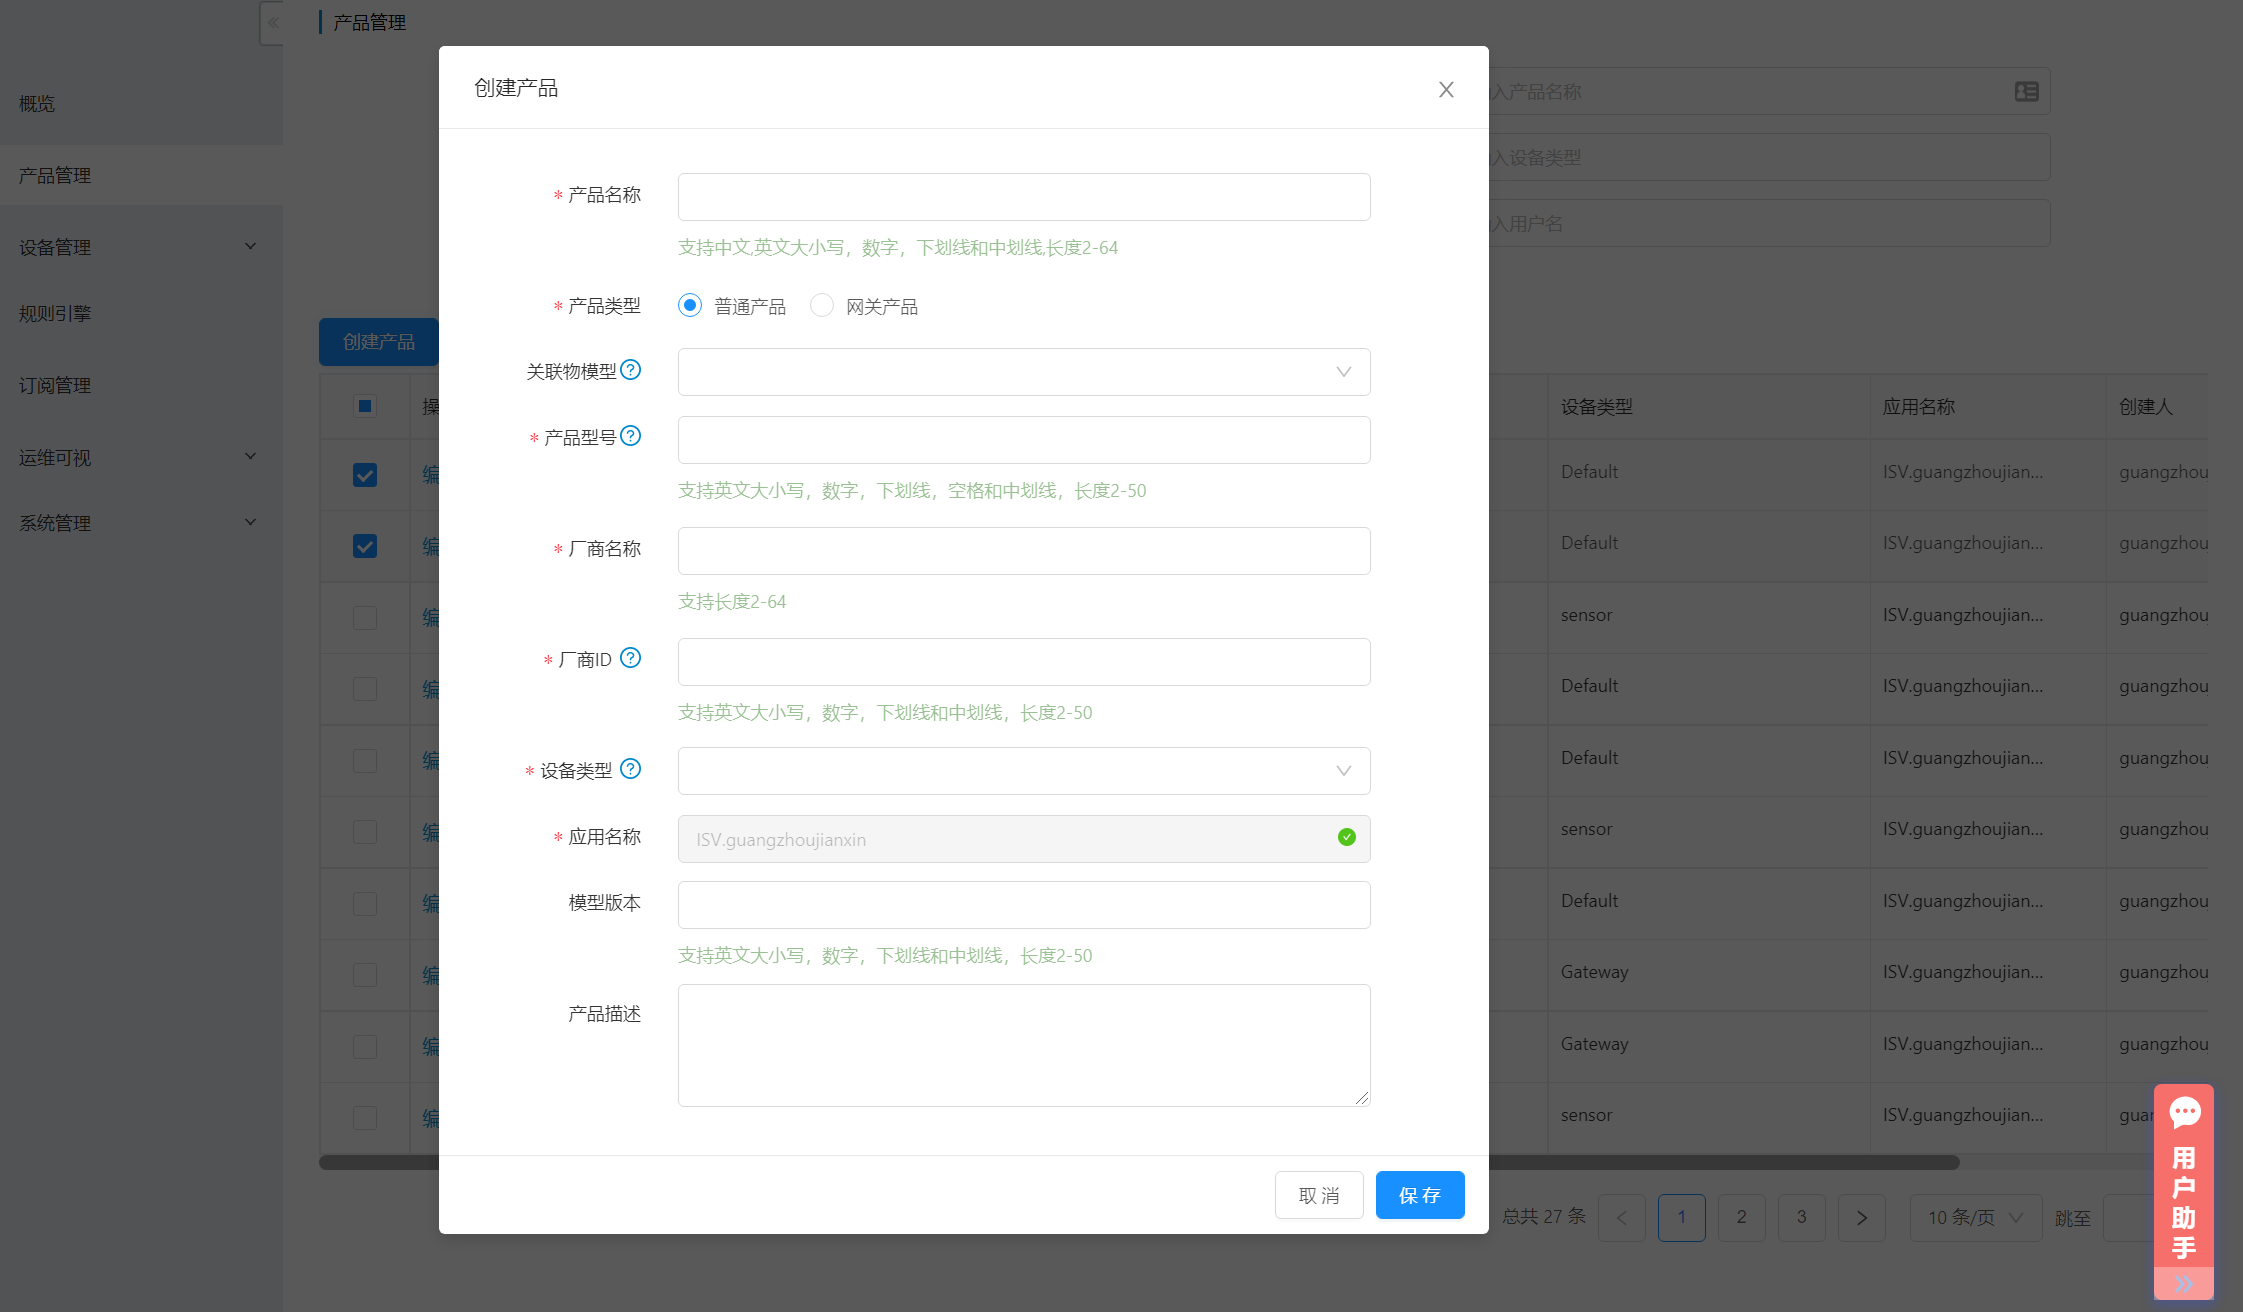 产品管理
概览
产品管理
设备管理
规则引擎
订阅管理
运维可视
系统管理
入产品名称
入设备类型
入用户名
创建产品
创建产品
* 产品名称
支持中文,英文大小写，数字，下划线和中划线,长度2-64
* 产品类型 普通产品 网关产品
关联物模型
* 产品型号
支持英文大小写，数字，下划线，空格和中划线，长度2-50
* 厂商名称
支持长度2-64
* 厂商ID
支持英文大小写，数字，下划线和中划线，长度2-50
* 设备类型
* 应用名称 ISV.guangzhoujianxin
模型版本
支持英文大小写，数字，下划线和中划线，长度2-50
产品描述
取 消 保 存
操 设备类型 应用名称 创建人
编 Default ISV.guangzhoujian... guangzhou
编 Default ISV.guangzhoujian... guangzhou
编 sensor ISV.guangzhoujian... guangzhou
编 Default ISV.guangzhoujian... guangzhou
编 Default ISV.guangzhoujian... guangzhou
编 sensor ISV.guangzhoujian... guangzhou
编 Default ISV.guangzhoujian... guangzhou
编 Gateway ISV.guangzhoujian... guangzhou
编 Gateway ISV.guangzhoujian... guangzhou
编 sensor ISV.guangzhoujian... gua
总共 27 条 1 2 3 10 条/页 跳至
用户助手